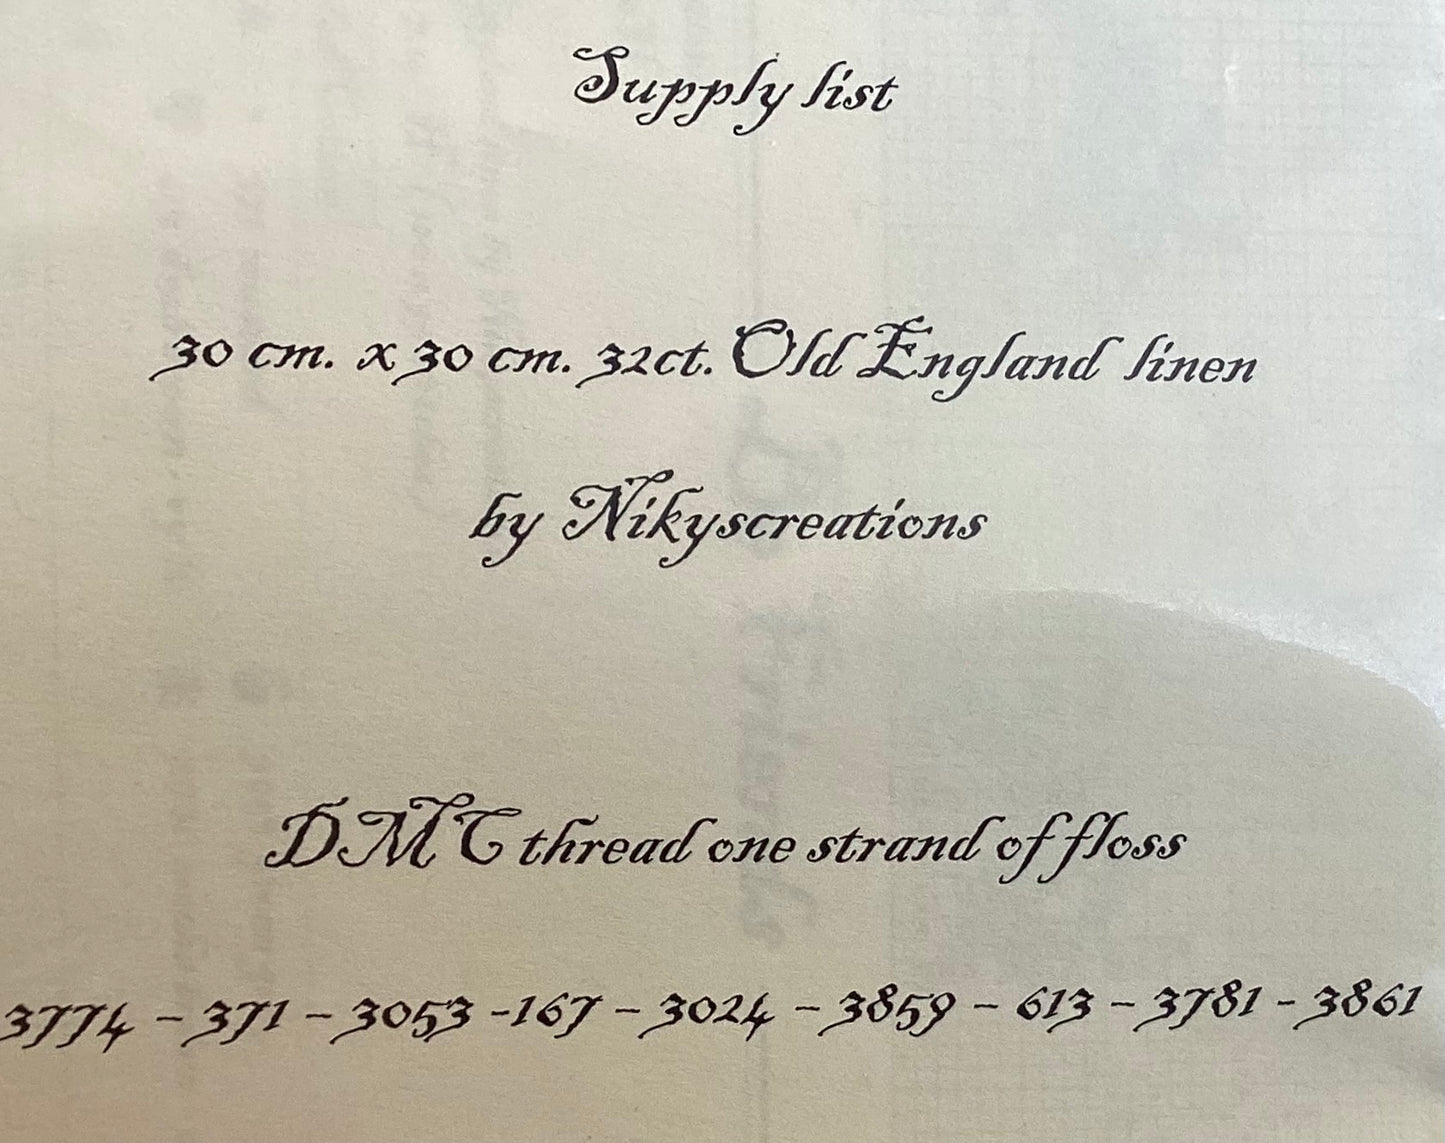 Supply list
30 cm. x 30 cm. 32ct. Old England linen
by Nikyscreations
DMC thread one strand of floss
3774 - 371 - 3053 -167 - 3024 - 3859 - 613 - 3781 - 3861